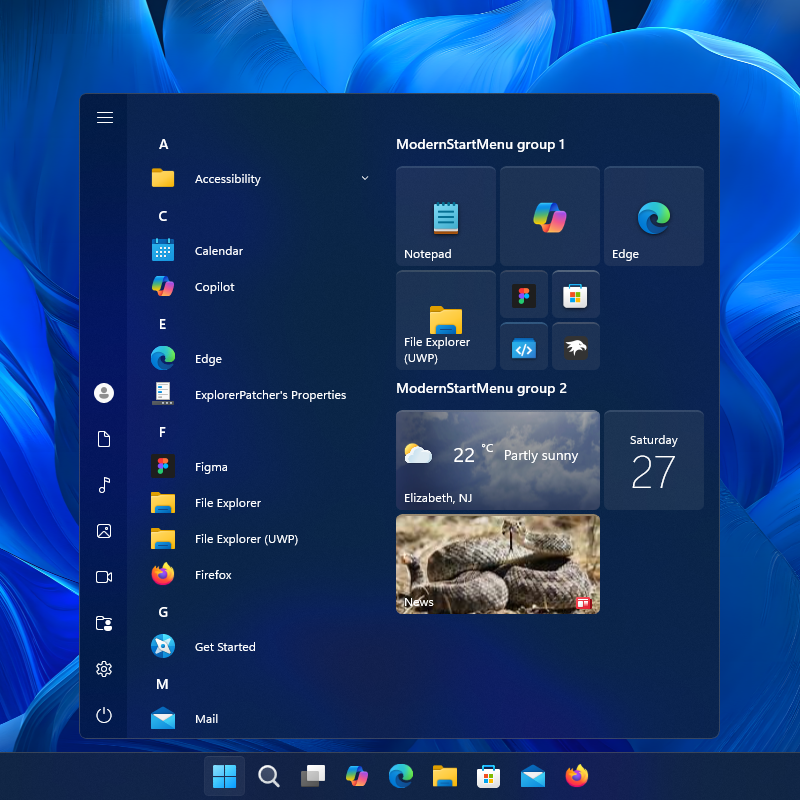 A
Accessibility
C
Calendar
Copilot
E
Edge
ExplorerPatcher's Properties
F
Figma
File Explorer
File Explorer (UWP)
Firefox
G
Get Started
M
Mail
ModernStartMenu group 1
Notepad
Edge
File Explorer
(UWP)
ModernStartMenu group 2
22 °C Partly sunny
Elizabeth, NJ
Saturday
27
News